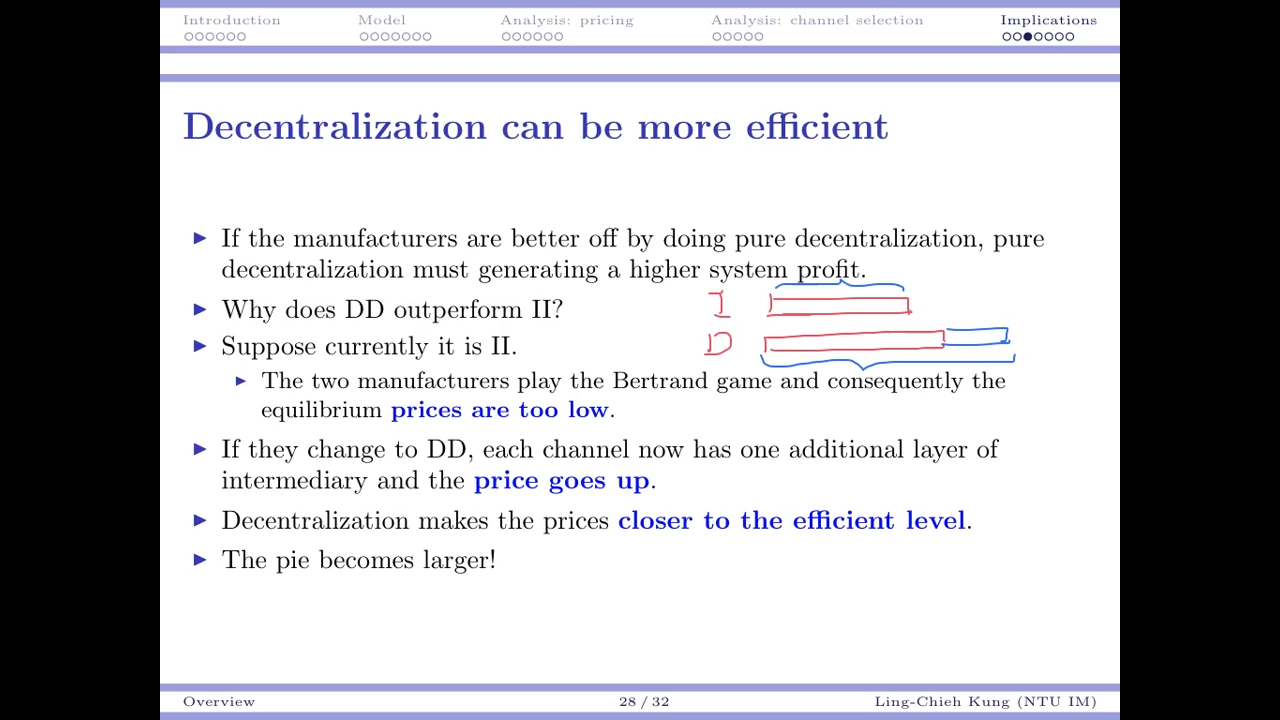 Introduction Model Analysis: pricing Analysis: channel selection Implications
Decentralization can be more efficient
If the manufacturers are better off by doing pure decentralization, pure
decentralization must generating a higher system profit.
Why does DD outperform II?
I
Suppose currently it is II.
D
The two manufacturers play the Bertrand game and consequently the
equilibrium prices are too low.
If they change to DD, each channel now has one additional layer of
intermediary and the price goes up.
Decentralization makes the prices closer to the efficient level.
The pie becomes larger!
Overview 28 / 32 Ling-Chieh Kung (NTU IM)